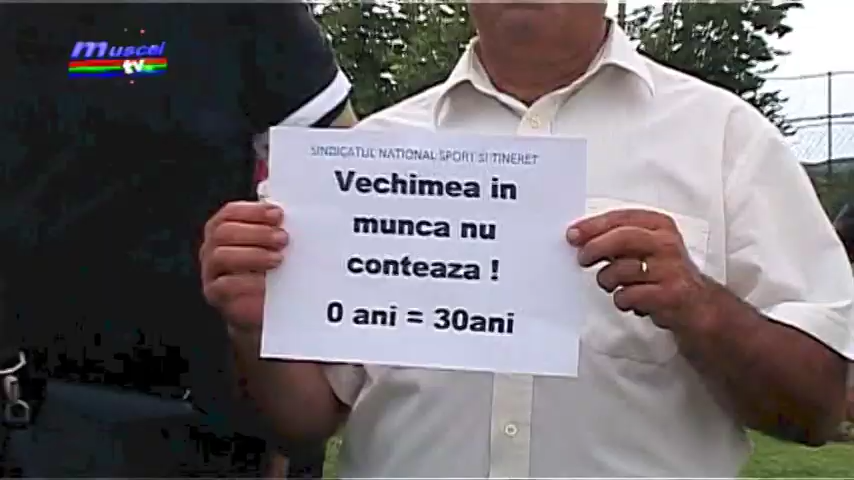 Muscel
tv.
SINDICATUL NATIONAL SPORT SI TINERET
Vechimea in
munca nu
conteaza !
0 ani = 30ani